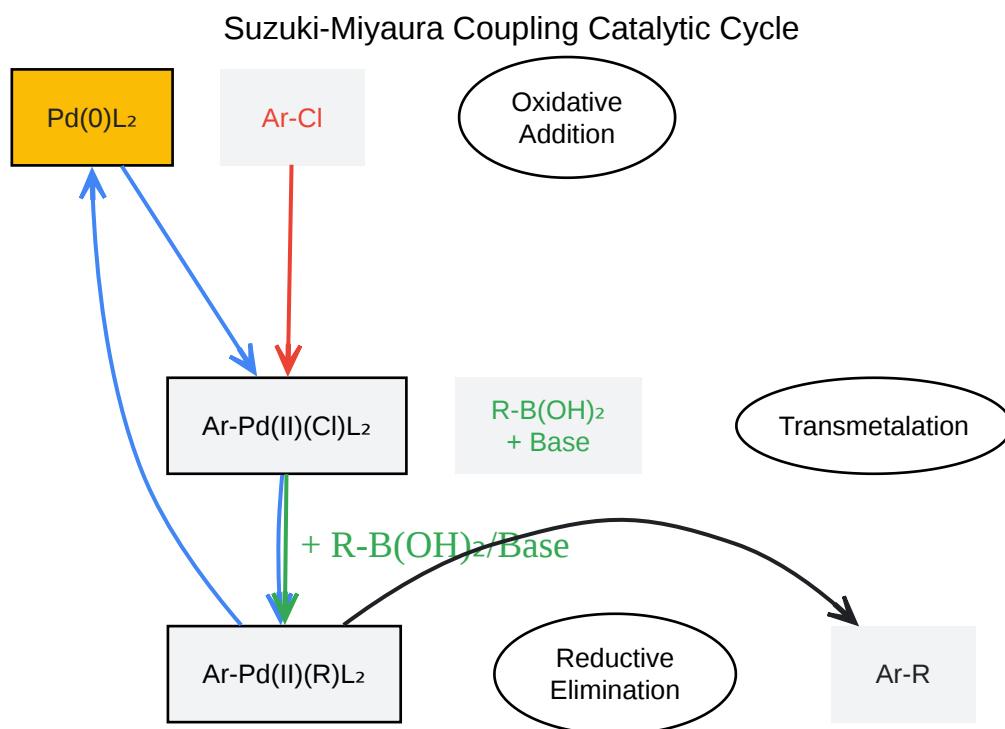 Suzuki-Miyaura Coupling Catalytic Cycle
Pd(0)L₂
Ar-Cl
Oxidative
Addition
Ar-Pd(II)(Cl)L₂
R-B(OH)₂
+ Base
Transmetalation
+ R-B(OH)₂/Base
Ar-Pd(II)(R)L₂
Reductive
Elimination
Ar-R